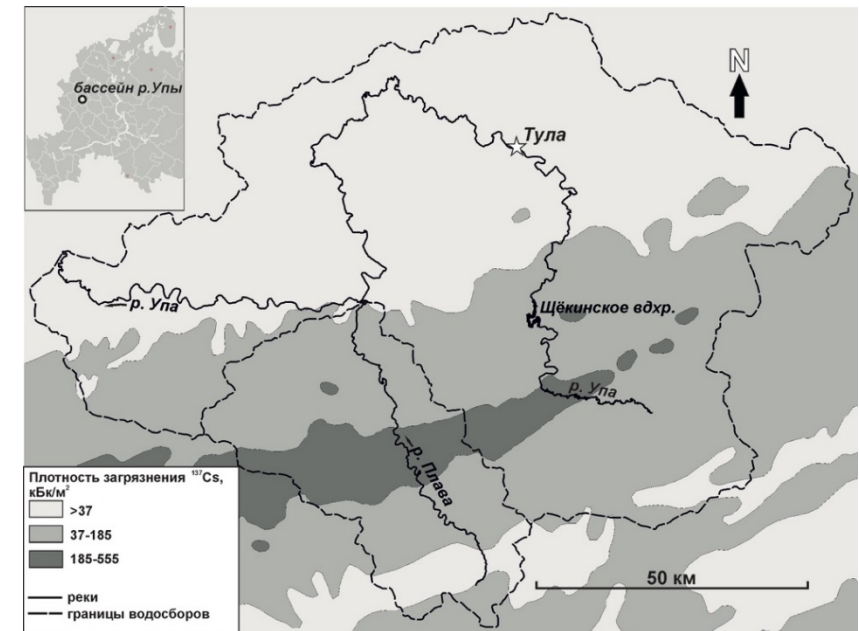 бассейн р.Упы
N
Тула
Щёкинское вдхр.
р. Упа
р. Упа
р. Плава
Плотность загрязнения ¹³⁷Cs,
кБк/м²
>37
37-185
185-555
реки
границы водосборов
50 км